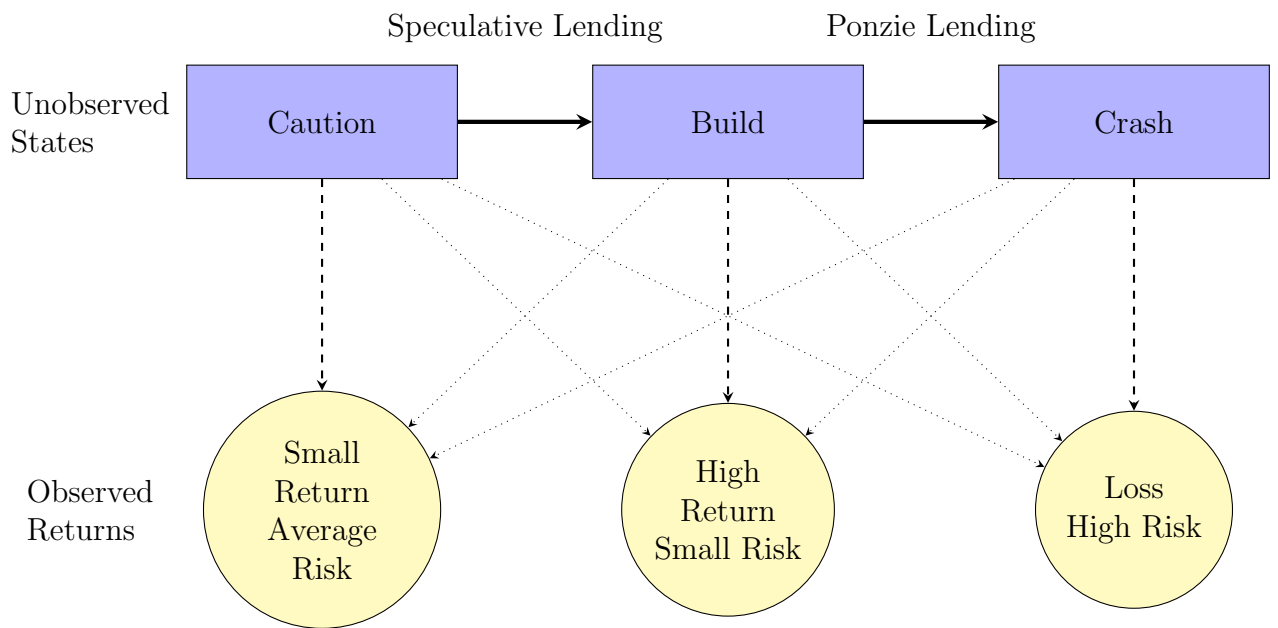 Speculative Lending
Ponzie Lending
Unobserved
States
Caution
Build
Crash
Observed
Returns
Small
Return
Average
Risk
High
Return
Small Risk
Loss
High Risk